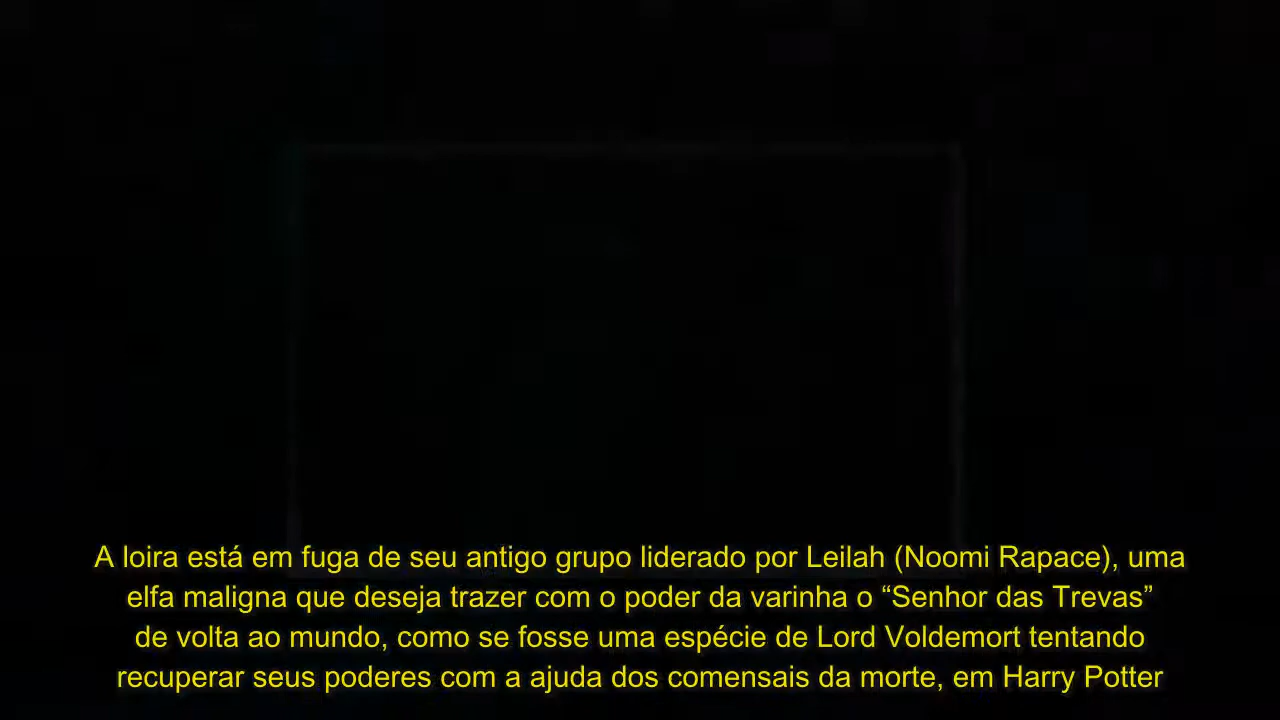 A loira está em fuga de seu antigo grupo liderado por Leilah (Noomi Rapace), uma
elfa maligna que deseja trazer com o poder da varinha o “Senhor das Trevas”
de volta ao mundo, como se fosse uma espécie de Lord Voldemort tentando
recuperar seus poderes com a ajuda dos comensais da morte, em Harry Potter